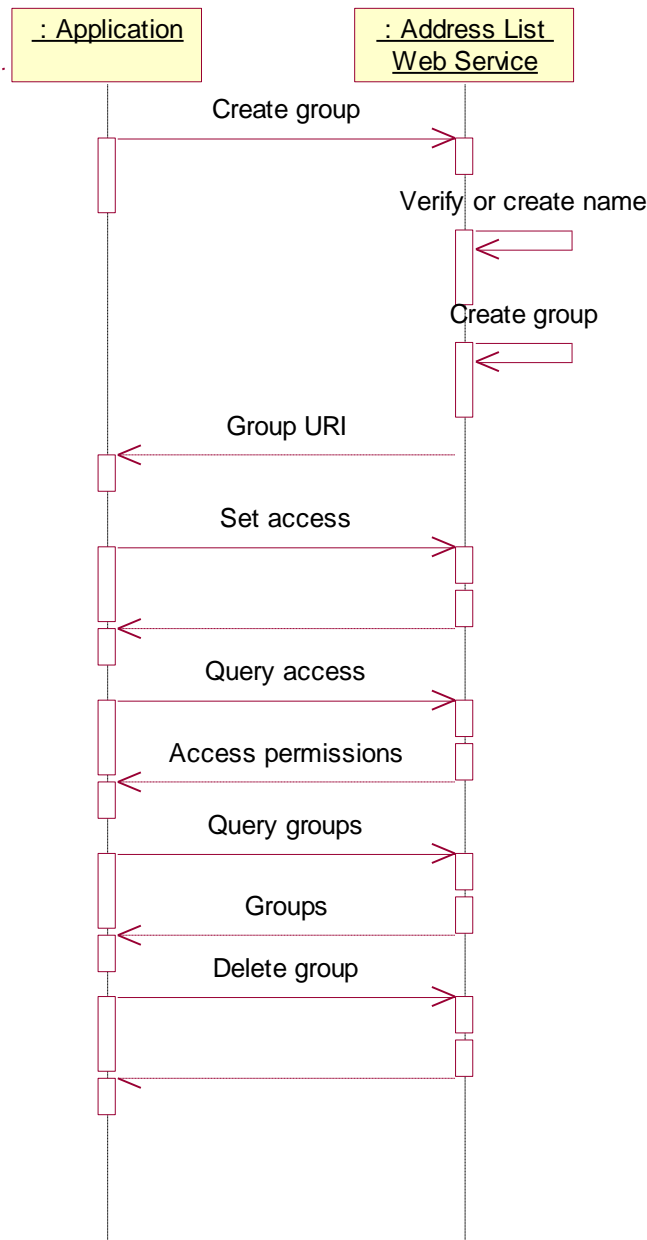 : Application
: Address List
Web Service
Create group
Verify or create name
Create group
Group URI
Set access
Query access
Access permissions
Query groups
Groups
Delete group